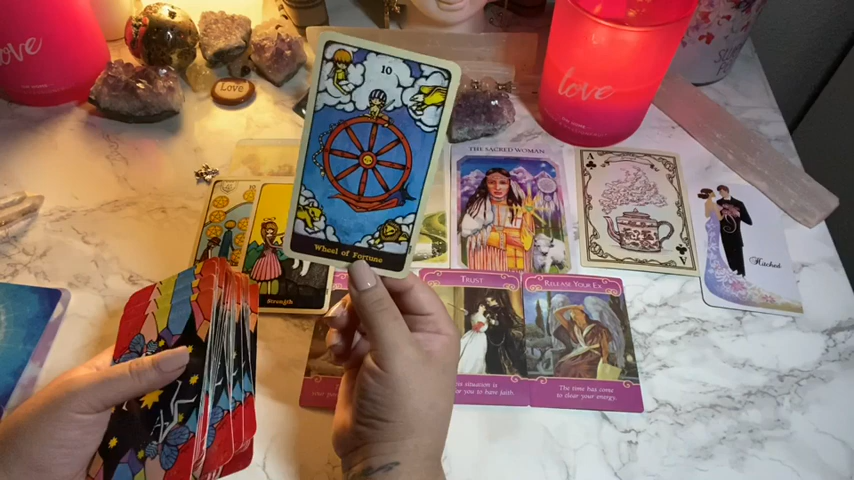 love
Love
love
10
Wheel of Fortune
10
Strength
THE SACRED WOMAN
A
A
Hitched
TRUST
situation is
you to have faith
RELEASE YOUR EX
The time has come
to clear your energy.